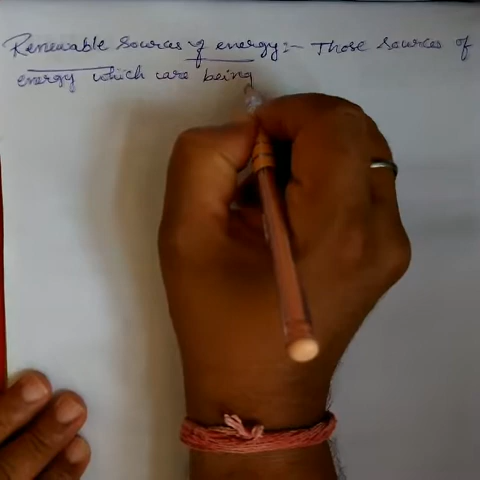 Renewable Sources of energy:- Those sources of
energy which are being